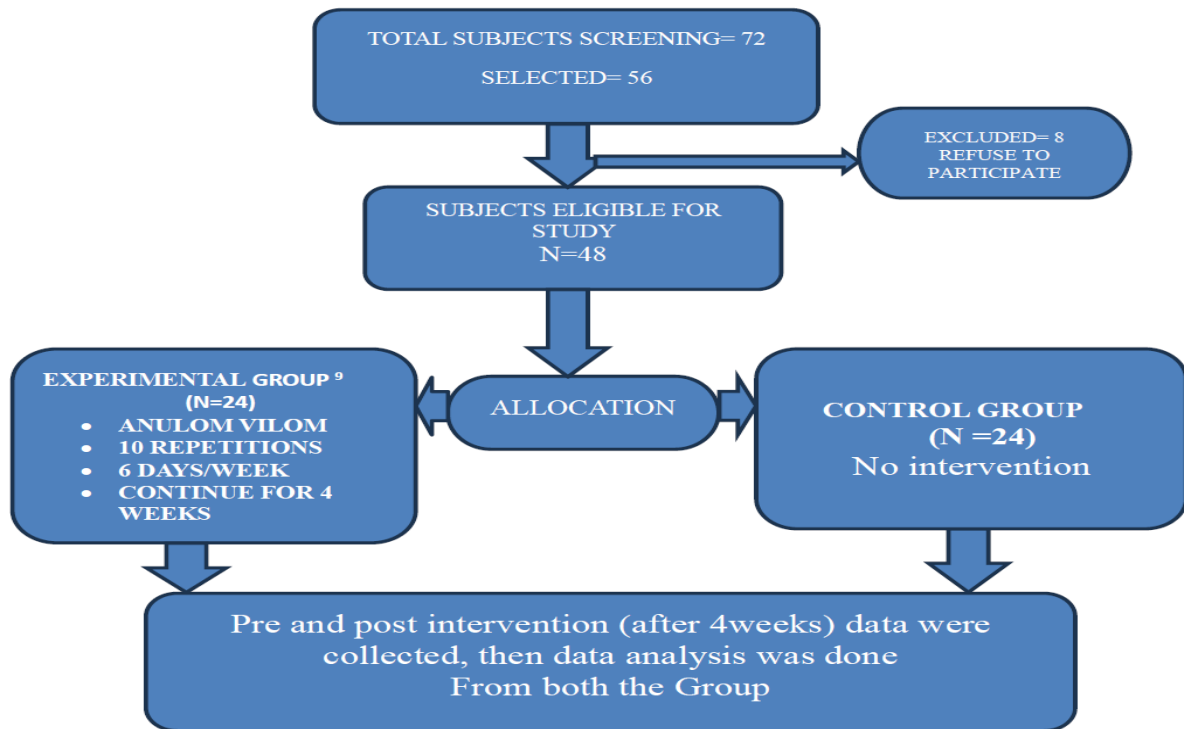 TOTAL SUBJECTS SCREENING= 72
SELECTED= 56
EXCLUDED= 8
REFUSE TO
PARTICIPATE
SUBJECTS ELIGIBLE FOR
STUDY
N=48
ALLOCATION
EXPERIMENTAL GROUP ⁹
(N=24)
• ANULOM VILOM
• 10 REPETITIONS
• 6 DAYS/WEEK
• CONTINUE FOR 4
WEEKS
CONTROL GROUP
(N =24)
No intervention
Pre and post intervention (after 4weeks) data were
collected, then data analysis was done
From both the Group